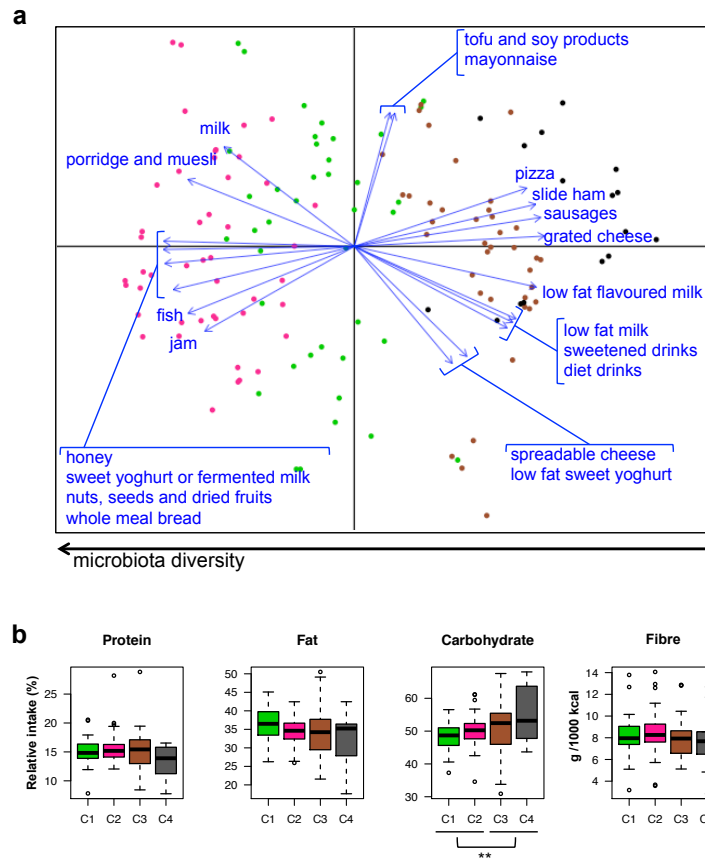 a
tofu and soy products
mayonnaise
milk
porridge and muesli
pizza
slide ham
sausages
grated cheese
low fat flavoured milk
fish
jam
low fat milk
sweetened drinks
diet drinks
honey
sweet yoghurt or fermented milk
nuts, seeds and dried fruits
whole meal bread
spreadable cheese
low fat sweet yoghurt
microbiota diversity
b
Protein Fat Carbohydrate Fibre
Relative intake (%)
25
20
15
10
C1 C2 C3 C4
50
45
40
35
30
25
20
C1 C2 C3 C4
60
50
40
30
C1 C2 C3 C4
**
g /1000 kcal
14
12
10
8
6
4
C1 C2 C3 C